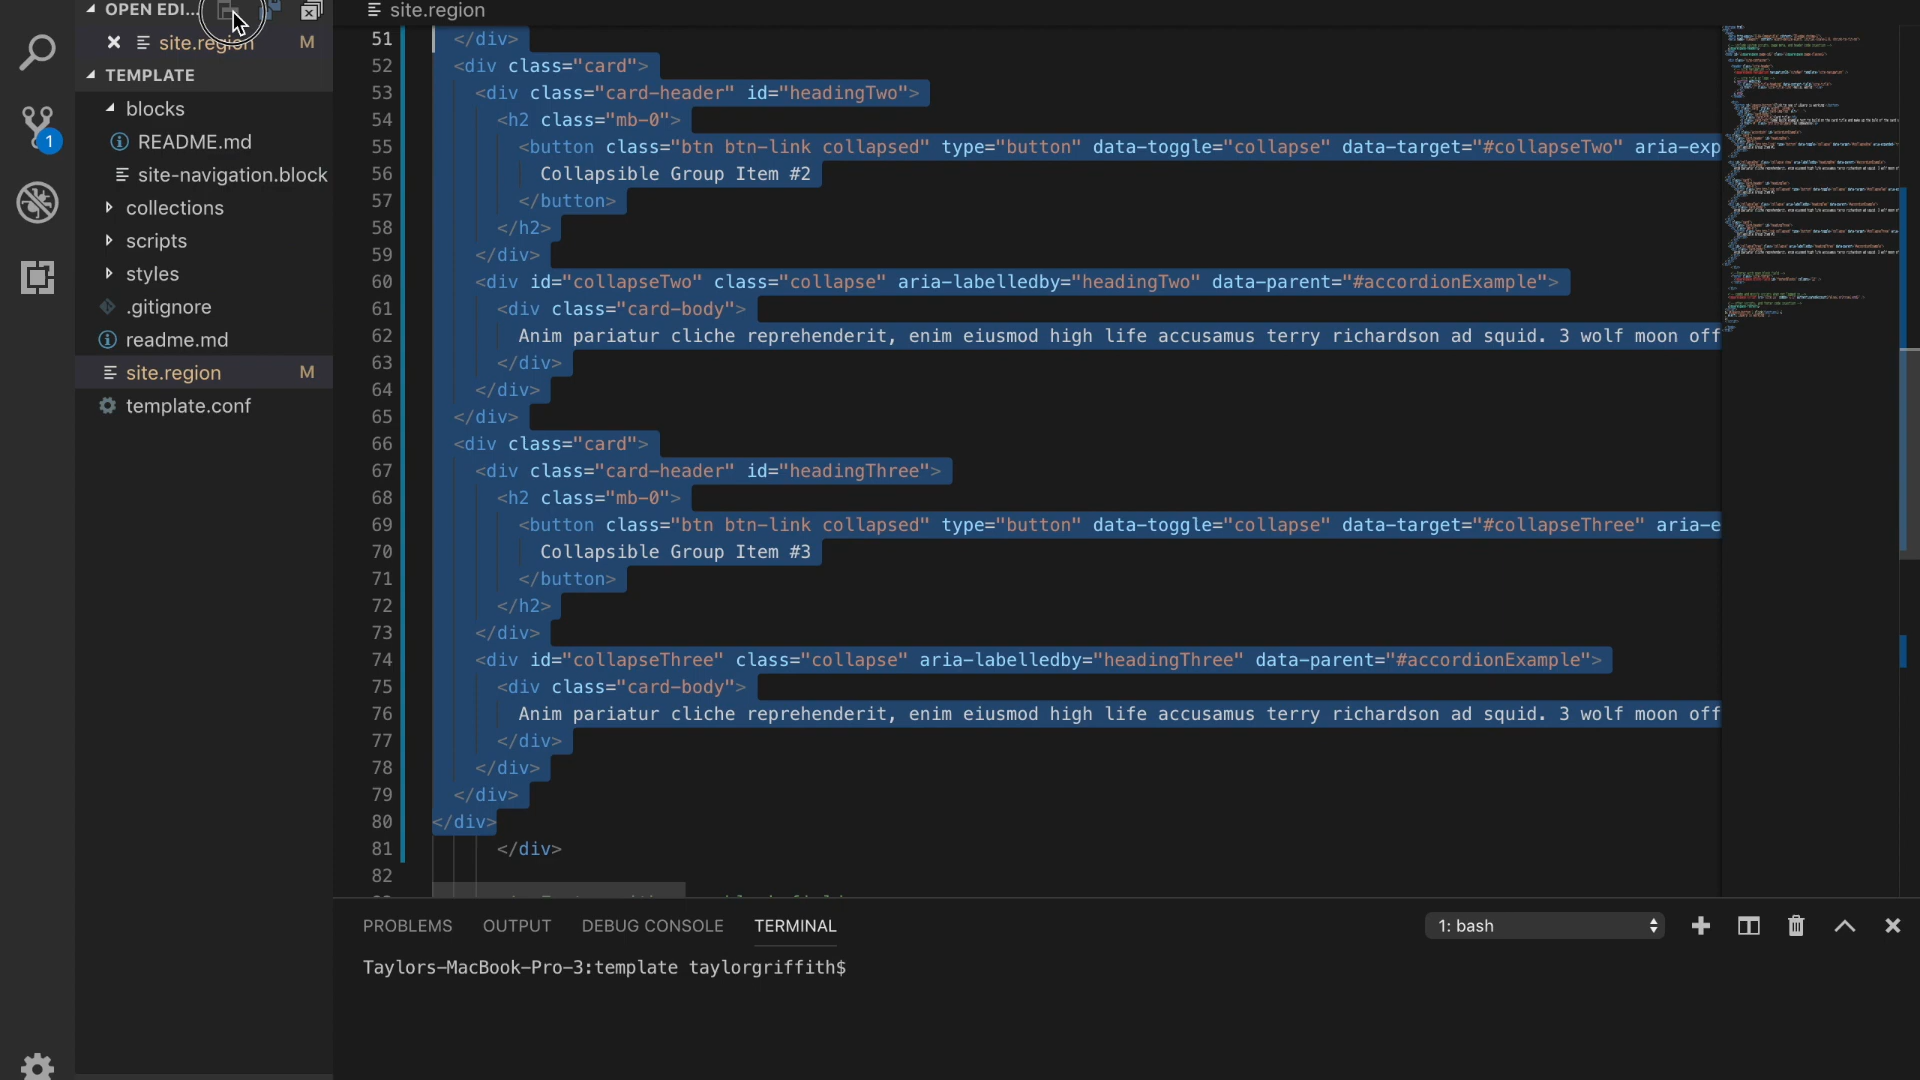 OPEN EDI...
site.region M
TEMPLATE
blocks
README.md
site-navigation.block
collections
scripts
styles
.gitignore
readme.md
site.region M
template.conf
1
site.region
51 </div>
52 <div class="card">
53 <div class="card-header" id="headingTwo">
54 <h2 class="mb-0">
55 <button class="btn btn-link collapsed" type="button" data-toggle="collapse" data-target="#collapseTwo" aria-exp
56 Collapsible Group Item #2
57 </button>
58 </h2>
59 </div>
60 <div id="collapseTwo" class="collapse" aria-labelledby="headingTwo" data-parent="#accordionExample">
61 <div class="card-body">
62 Anim pariatur cliche reprehenderit, enim eiusmod high life accusamus terry richardson ad squid. 3 wolf moon off
63 </div>
64 </div>
65 </div>
66 <div class="card">
67 <div class="card-header" id="headingThree">
68 <h2 class="mb-0">
69 <button class="btn btn-link collapsed" type="button" data-toggle="collapse" data-target="#collapseThree" aria-e
70 Collapsible Group Item #3
71 </button>
72 </h2>
73 </div>
74 <div id="collapseThree" class="collapse" aria-labelledby="headingThree" data-parent="#accordionExample">
75 <div class="card-body">
76 Anim pariatur cliche reprehenderit, enim eiusmod high life accusamus terry richardson ad squid. 3 wolf moon off
77 </div>
78 </div>
79 </div>
80 </div>
81 </div>
82
PROBLEMS OUTPUT DEBUG CONSOLE TERMINAL 1: bash
Taylors-MacBook-Pro-3:template taylorgriffith$